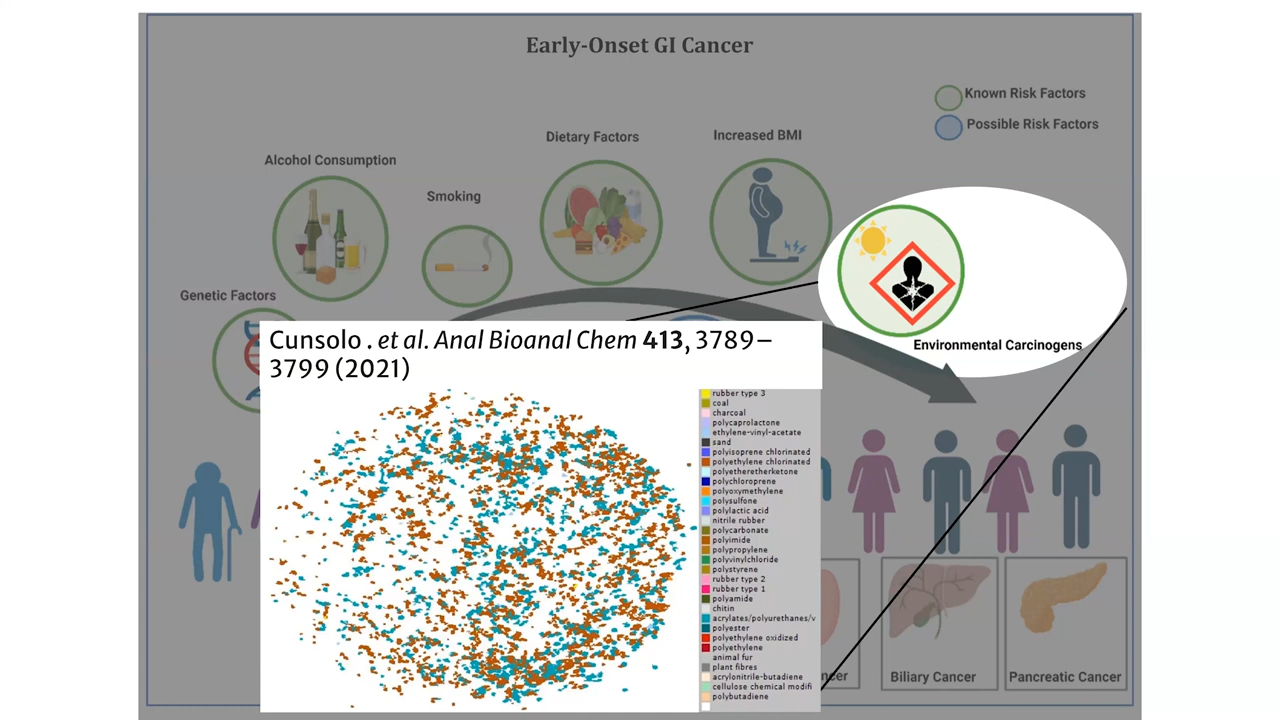 Early-Onset GI Cancer
Known Risk Factors
Possible Risk Factors
Alcohol Consumption
Smoking
Dietary Factors
Increased BMI
Genetic Factors
Environmental Carcinogens
Cunsolo . et al. Anal Bioanal Chem 413, 3789–
3799 (2021)
rubber type 3
coal
charcoal
polycaprolactone
ethylene-vinyl-acetate
sand
polyisoprene chlorinated
polyethylene chlorinated
polyetheretherketone
polychloroprene
polyoxymethylene
polysulfone
polylactic acid
nitrile rubber
polycarbonate
polyimide
polypropylene
polyvinylchloride
polystyrene
rubber type 2
rubber type 1
polyamide
chitin
acrylates/polyurethanes/v
polyester
polyethylene oxidized
polyethylene
animal fur
plant fibres
acrylonitrile-butadiene
cellulose chemical modifi
polybutadiene
ncer
Biliary Cancer
Pancreatic Cancer